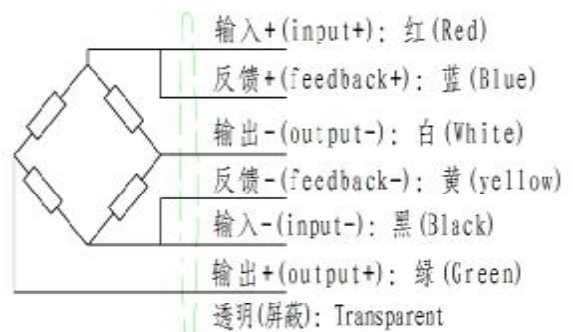 输入+(input+): 红(Red)
反馈+(feedback+): 蓝(Blue)
输出-(output-): 白(White)
反馈-(feedback-): 黄(yellow)
输入-(input-): 黑(Black)
输出+(output+): 绿(Green)
透明(屏蔽): Transparent